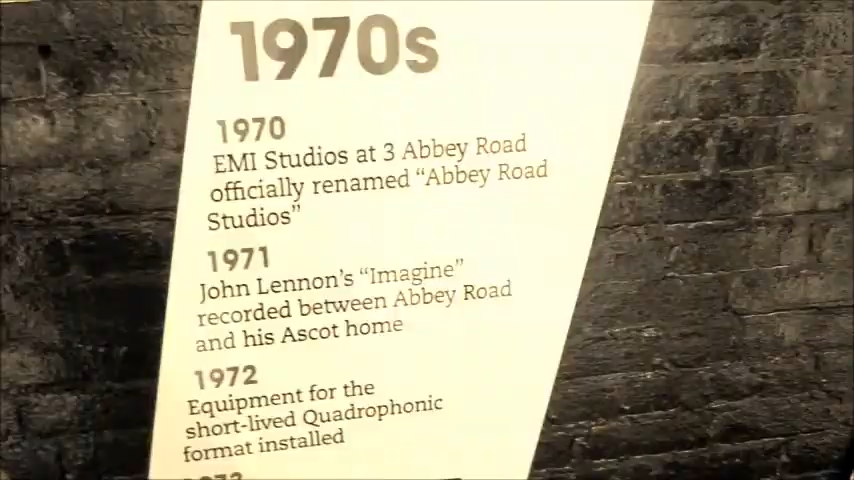 1970s
1970
EMI Studios at 3 Abbey Road
officially renamed “Abbey Road
Studios”
1971
John Lennon’s “Imagine”
recorded between Abbey Road
and his Ascot home
1972
Equipment for the
short-lived Quadrophonic
format installed